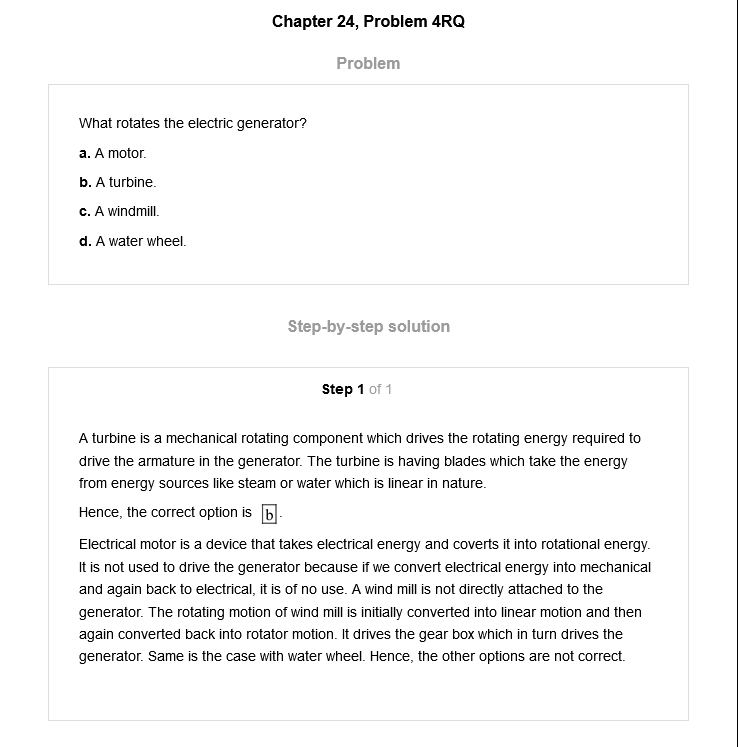 Chapter 24, Problem 4RQ
Problem
What rotates the electric generator?
a. A motor.
b. A turbine.
c. A windmill.
d. A water wheel.
Step-by-step solution
Step 1 of 1
A turbine is a mechanical rotating component which drives the rotating energy required to
drive the armature in the generator. The turbine is having blades which take the energy
from energy sources like steam or water which is linear in nature.
Hence, the correct option is b.
Electrical motor is a device that takes electrical energy and coverts it into rotational energy.
It is not used to drive the generator because if we convert electrical energy into mechanical
and again back to electrical, it is of no use. A wind mill is not directly attached to the
generator. The rotating motion of wind mill is initially converted into linear motion and then
again converted back into rotator motion. It drives the gear box which in turn drives the
generator. Same is the case with water wheel. Hence, the other options are not correct.